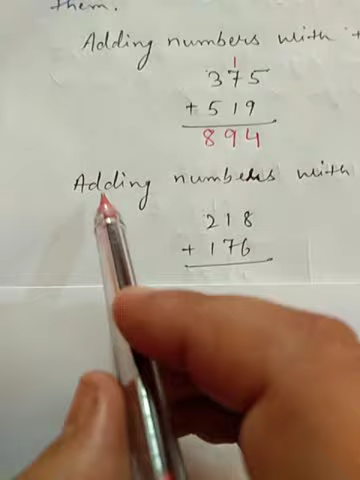 them.
Adding numbers with
1
375
+ 519
894
Adding numbers with
218
+ 176